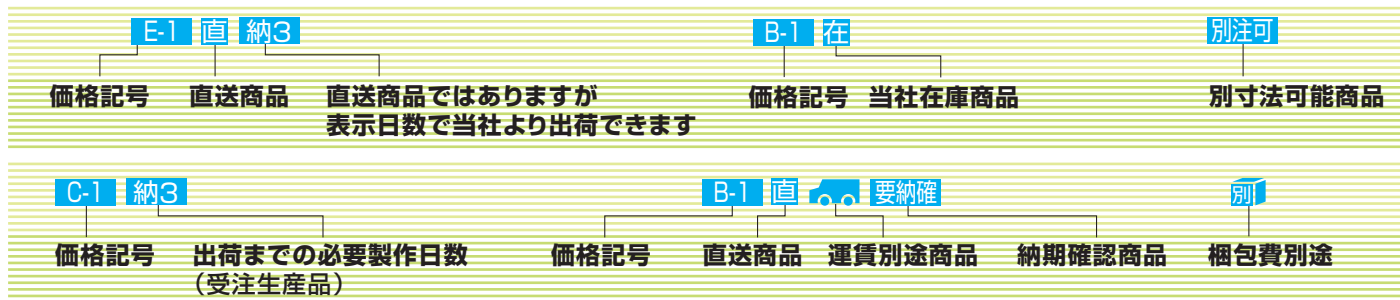 E-1 直 納3 B-1 在 別注可
価格記号 直送商品 直送商品ではありますが 価格記号 当社在庫商品 別寸法可能商品
表示日数で当社より出荷できます
C-1 納3 B-1 直 要納確 別
価格記号 出荷までの必要製作日数 価格記号 直送商品 運賃別途商品 納期確認商品 梱包費別途
（受注生産品）